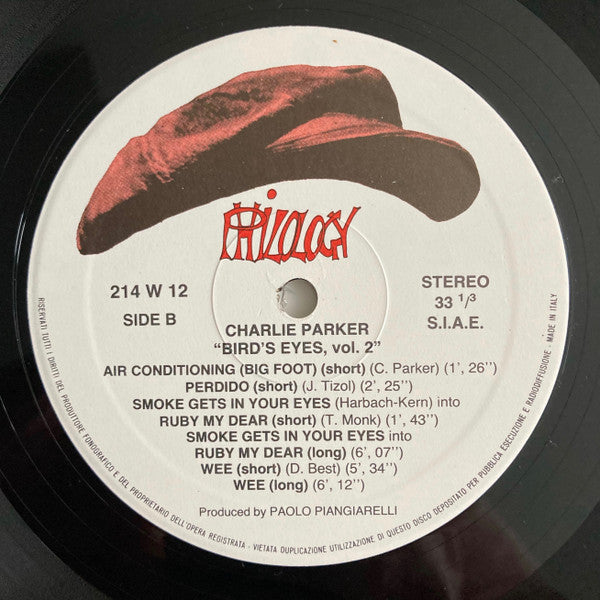 PHILOLOGY
214 W 12
SIDE B
STEREO
33 1/3
S.I.A.E.
CHARLIE PARKER
"BIRD'S EYES, vol. 2"
AIR CONDITIONING (BIG FOOT) (short) (C. Parker) (1', 26'')
PERDIDO (short) (J. Tizol) (2', 25'')
SMOKE GETS IN YOUR EYES (Harbach-Kern) into
RUBY MY DEAR (short) (T. Monk) (1', 43'')
SMOKE GETS IN YOUR EYES into
RUBY MY DEAR (long) (6', 07'')
WEE (short) (D. Best) (5', 34'')
WEE (long) (6', 12'')
Produced by PAOLO PIANGIARELLI
RISERVATI TUTTI I DIRITTI DEL PRODUTTORE FONOGRAFICO E DEL PROPRIETARIO DELL'OPERA REGISTRATA - VIETATA DUPLICAZIONE UTILIZZAZIONE DI QUESTO DISCO DEPOSITATO PER PUBBLICA ESECUZIONE E RADIODIFFUSIONE - MADE IN ITALY